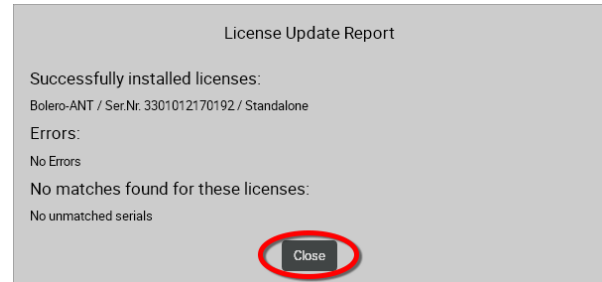 License Update Report
Successfully installed licenses:
Bolero-ANT / Ser.Nr. 3301012170192 / Standalone
Errors:
No Errors
No matches found for these licenses:
No unmatched serials
Close